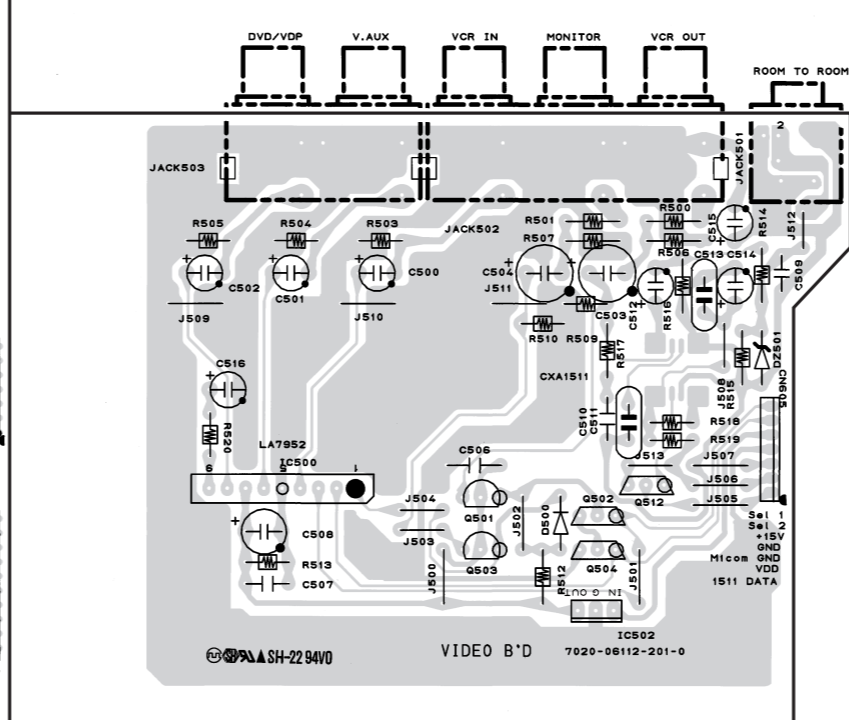 DVD/VDP V.AUX VCR IN MONITOR VCR OUT
ROOM TO ROOM
2
JACK503
JACK501
JACK502
R505 R504 R503 R501 R500 C515 R514 J512
R507 R506 C513 C514
C502 C501 C500 C504 C509
J509 J510 J511 C503 C512 R516
R510 R509 R517 DZ501
C516 CXA1511 J508 R515 CN605
R520 C510 C511 R518
R519
LA7952 C506 J513 J507
IC500
9 5 1
J506
J504 Q501 J502 D500 Q502 Q512 J505
C508 J503 Sel 1
Sel 2
+15V
R513 Q503 Q504 GND
C507 J500 R512 J501 Micom GND
VDD
IN G OUT 1511 DATA
IC502
SH-22 94V0 VIDEO B'D 7020-06112-201-0